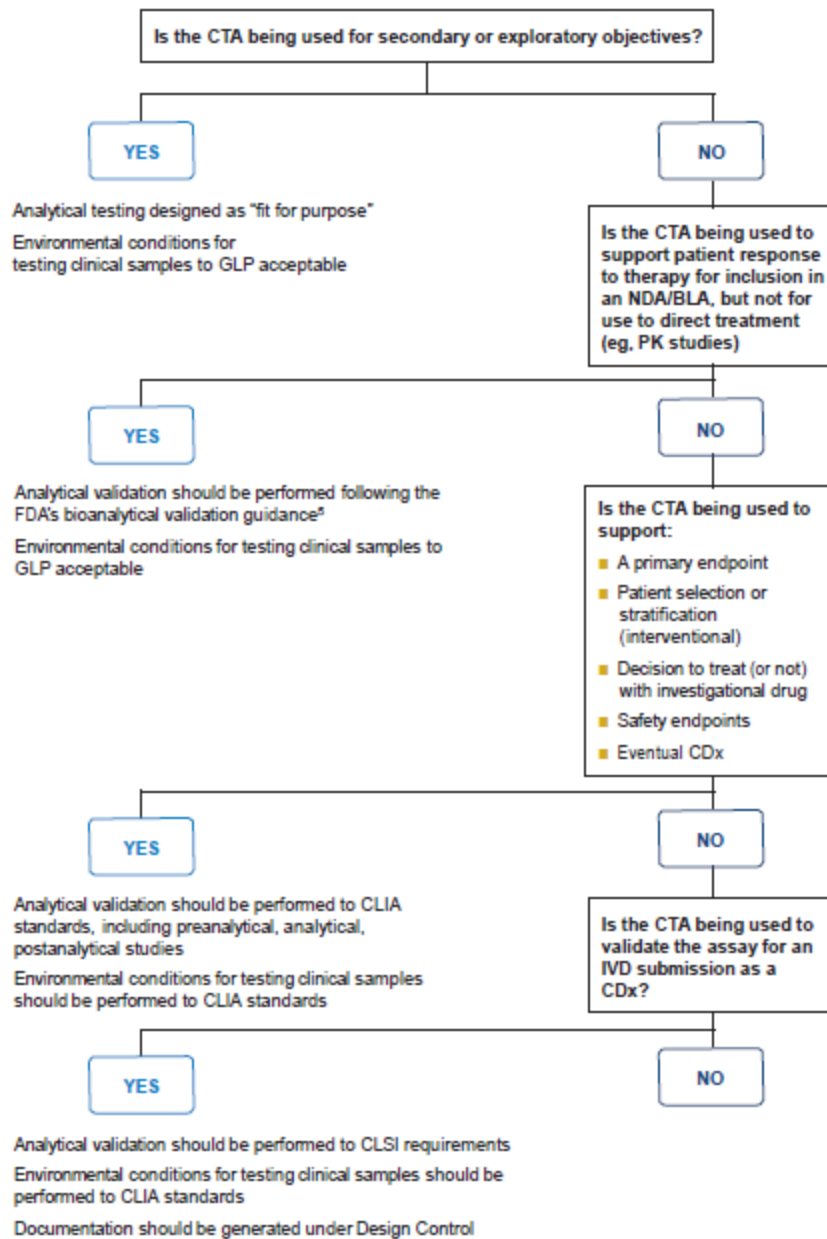 Is the CTA being used for secondary or exploratory objectives?
YES
NO
Analytical testing designed as "fit for purpose"
Environmental conditions for
testing clinical samples to GLP acceptable
Is the CTA being used to
support patient response
to therapy for inclusion in
an NDA/BLA, but not for
use to direct treatment
(eg, PK studies)
YES
NO
Analytical validation should be performed following the
FDA's bioanalytical validation guidance
Environmental conditions for testing clinical samples to
GLP acceptable
Is the CTA being used to
support:
■ A primary endpoint
■ Patient selection or
stratification
(interventional)
■ Decision to treat (or not)
with investigational drug
■ Safety endpoints
■ Eventual CDx
YES
NO
Analytical validation should be performed to CLIA
standards, including preanalytical, analytical,
postanalytical studies
Environmental conditions for testing clinical samples
should be performed to CLIA standards
Is the CTA being used to
validate the assay for an
IVD submission as a
CDx?
YES
NO
Analytical validation should be performed to CLSI requirements
Environmental conditions for testing clinical samples should be
performed to CLIA standards
Documentation should be generated under Design Control